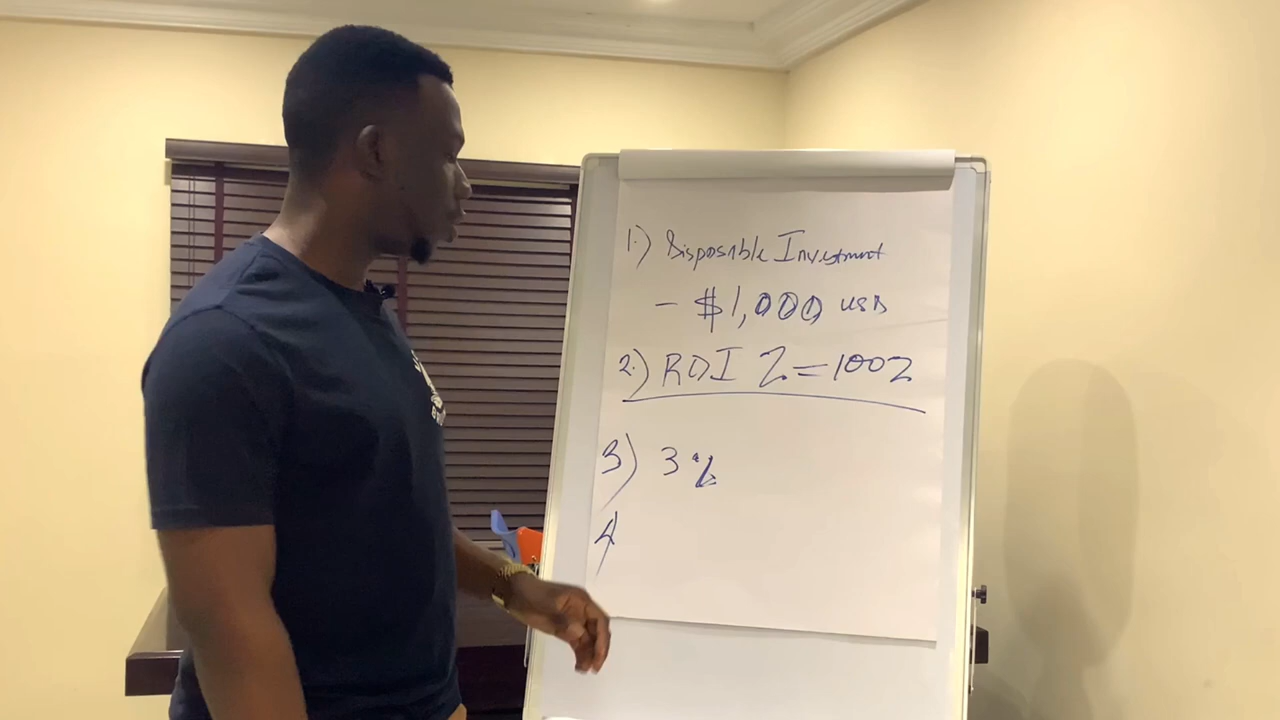 1.) Disposable Investment
- $1,000 USD
2.) ROI % = 100%
3) 3%
4